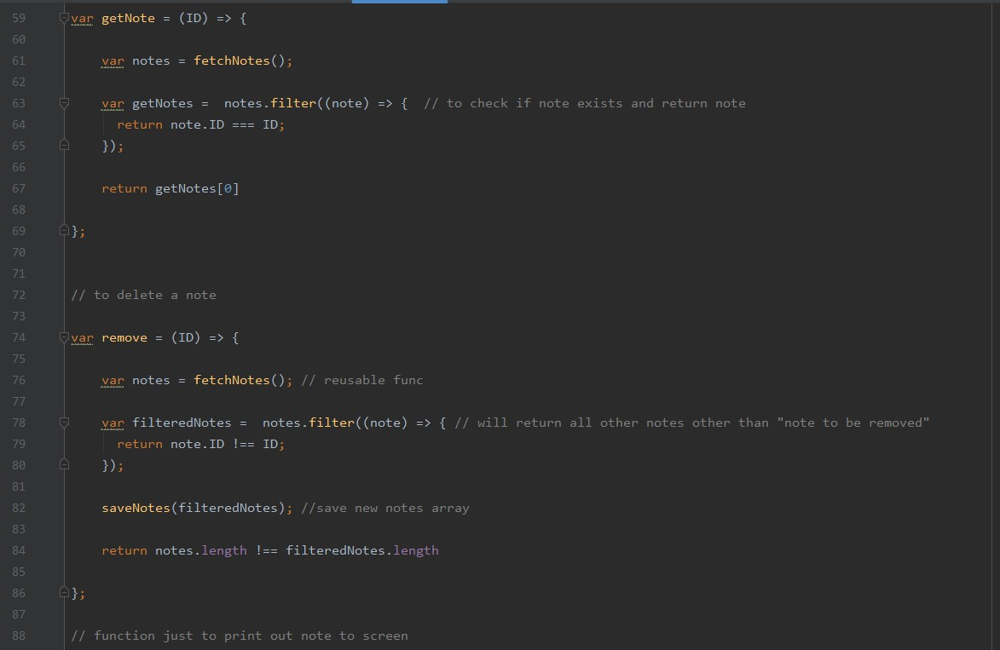 59 var getNote = (ID) => {
60
61 var notes = fetchNotes();
62
63 var getNotes =  notes.filter((note) => {  // to check if note exists and return note
64 return note.ID === ID;
65 });
66
67 return getNotes[0]
68
69 };
70
71
72 // to delete a note
73
74 var remove = (ID) => {
75
76 var notes = fetchNotes(); // reusable func
77
78 var filteredNotes =  notes.filter((note) => { // will return all other notes other than "note to be removed"
79 return note.ID !== ID;
80 });
81
82 saveNotes(filteredNotes); //save new notes array
83
84 return notes.length !== filteredNotes.length
85
86 };
87
88 // function just to print out note to screen